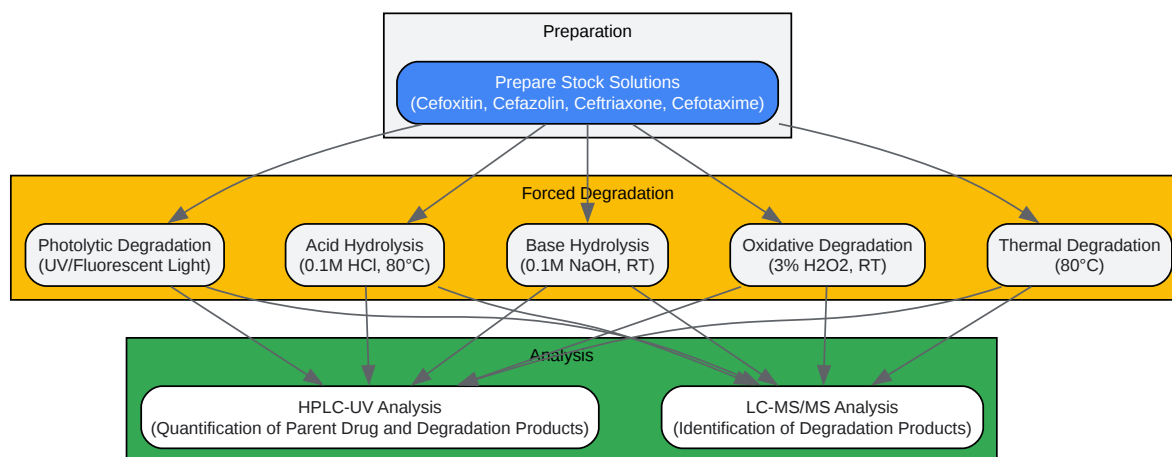 Preparation
Prepare Stock Solutions
(Cefoxitin, Cefazolin, Ceftriaxone, Cefotaxime)
Forced Degradation
Photolytic Degradation
(UV/Fluorescent Light)
Acid Hydrolysis
(0.1M HCl, 80°C)
Base Hydrolysis
(0.1M NaOH, RT)
Oxidative Degradation
(3% H2O2, RT)
Thermal Degradation
(80°C)
Analysis
HPLC-UV Analysis
(Quantification of Parent Drug and Degradation Products)
LC-MS/MS Analysis
(Identification of Degradation Products)